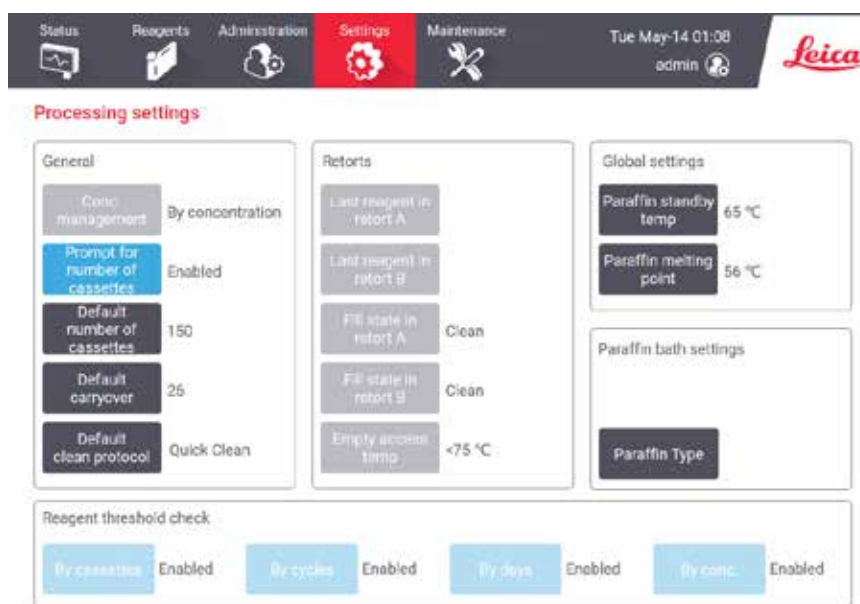 Status
Reagents
Administration
Settings
Maintenance
Tue May-14 01:08
admin
Leica
Processing settings
General
Conc
management
By concentration
Prompt for
number of
cassettes
Enabled
Default
number of
cassettes
150
Default
carryover
26
Default
clean protocol
Quick Clean
Retorts
Last reagent in
retort A
Last reagent in
retort B
Fill state in
retort A
Clean
Fill state in
retort B
Clean
Empty access
temp
<75 °C
Global settings
Paraffin standby
temp
65 °C
Paraffin melting
point
56 °C
Paraffin bath settings
Paraffin Type
Reagent threshold check
By cassettes
Enabled
By cycles
Enabled
By days
Enabled
By conc.
Enabled